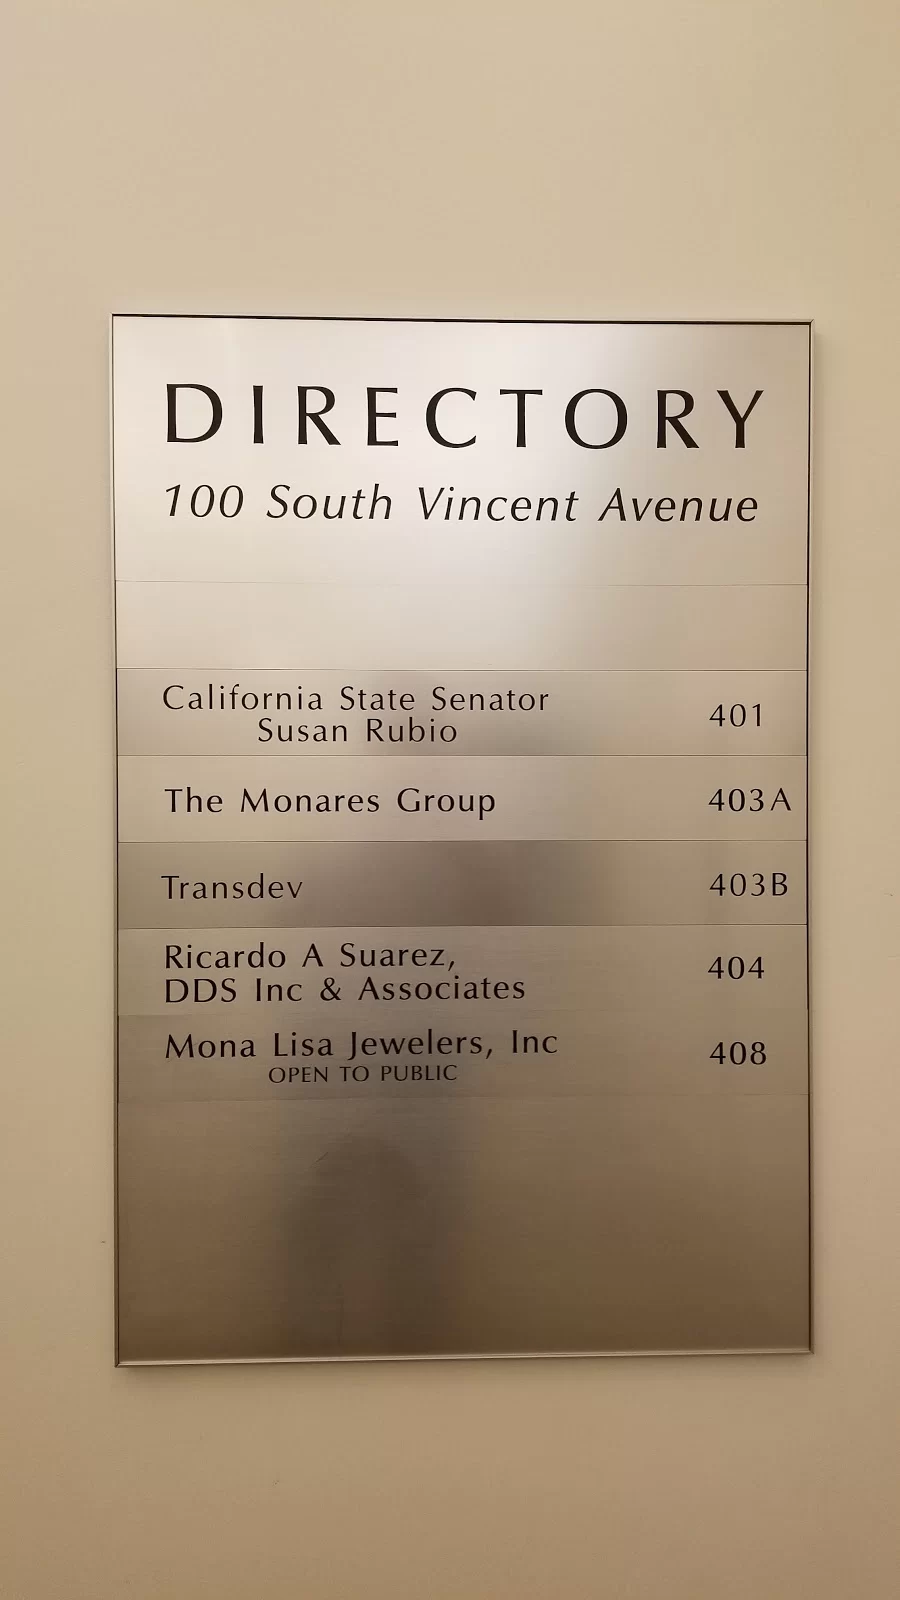 DIRECTORY
100 South Vincent Avenue
California State Senator
Susan Rubio 401
The Monares Group 403A
Transdev 403B
Ricardo A Suarez,
DDS Inc & Associates 404
Mona Lisa Jewelers, Inc 408
OPEN TO PUBLIC